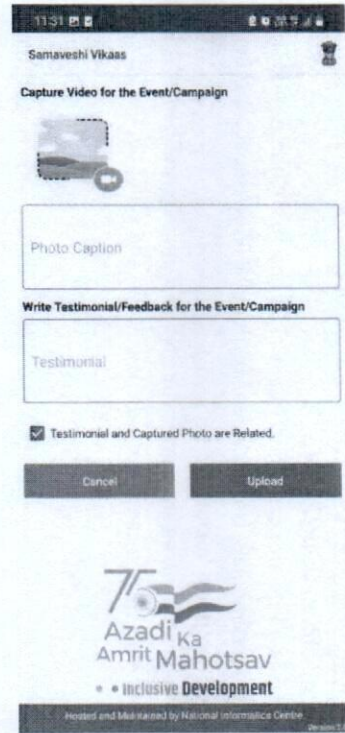 11:31
Samaveshi Vikaas
Capture Video for the Event/Campaign
Photo Caption
Write Testimonial/Feedback for the Event/Campaign
Testimonial
Testimonial and Captured Photo are Related.
Cancel Upload
75
Azadi Ka
Amrit Mahotsav
Inclusive Development
Hosted and Maintained by National Informatics Centre